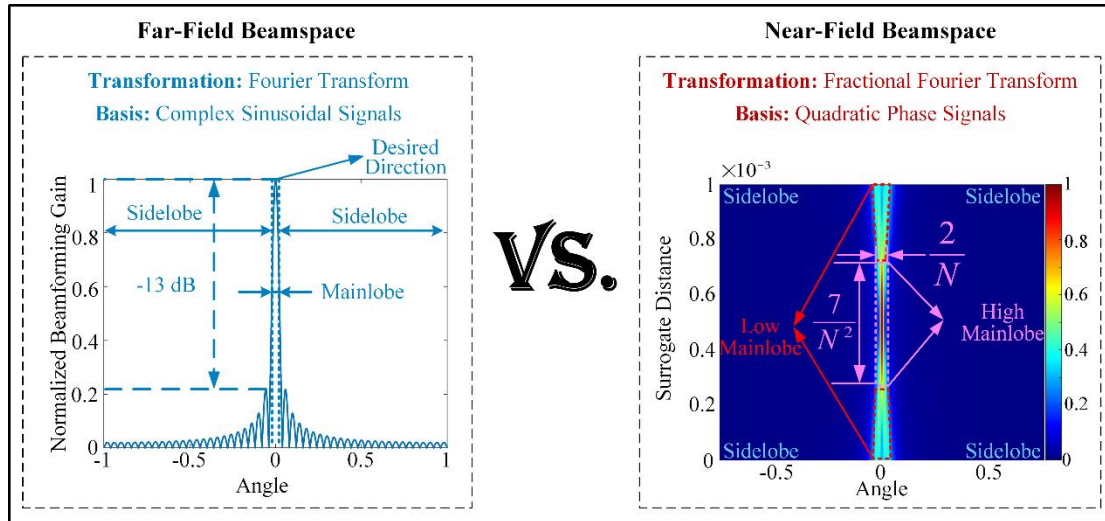 Far-Field Beamspace
Transformation: Fourier Transform
Basis: Complex Sinusoidal Signals
Desired
Direction
Normalized Beamforming Gain
1
0.8
0.6
0.4
0.2
0
Sidelobe
Sidelobe
-13 dB
Mainlobe
-1
-0.5
0
0.5
1
Angle
VS.
Near-Field Beamspace
Transformation: Fractional Fourier Transform
Basis: Quadratic Phase Signals
×10⁻³
Surrogate Distance
1
0.8
0.6
0.4
0.2
0
Sidelobe
Sidelobe
2
N
7
N²
Low
Mainlobe
High
Mainlobe
Sidelobe
Sidelobe
-0.5
0
0.5
Angle
1
0.8
0.6
0.4
0.2
0